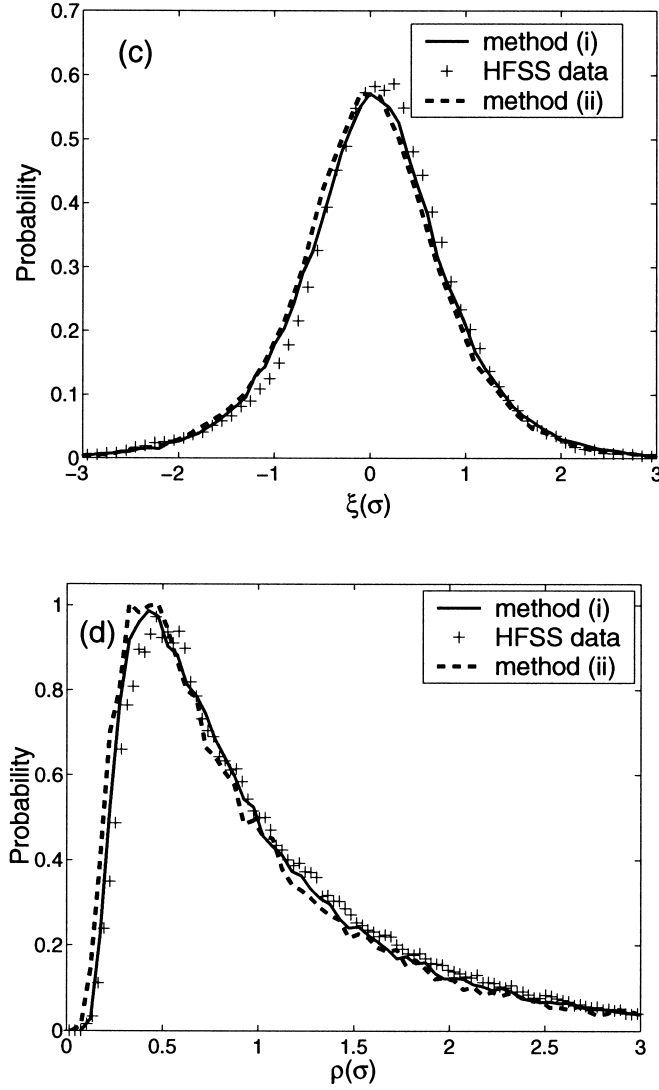 0.7
(c)
method (i)
HFSS data
method (ii)
0.6
0.5
0.4
0.3
0.2
0.1
0
Probability
−3
−2
−1
0
1
2
3
ξ(σ)
1
(d)
method (i)
HFSS data
method (ii)
0.8
0.6
0.4
0.2
0
Probability
0
0.5
1
1.5
2
2.5
3
ρ(σ)